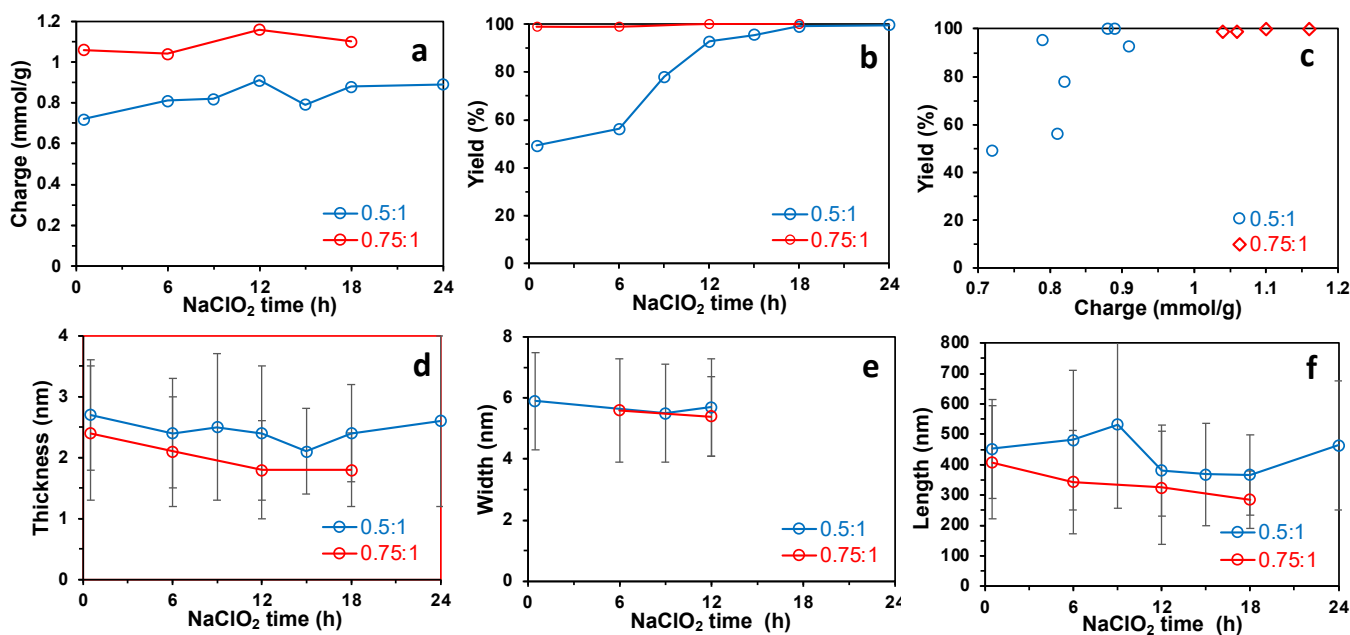 a
Charge (mmol/g)
1.2
1
0.8
0.6
0.4
0.2
0
0 6 12 18 24
NaClO₂ time (h)
0.5:1
0.75:1
b
Yield (%)
100
80
60
40
20
0
0 6 12 18 24
NaClO₂ time (h)
0.5:1
0.75:1
c
Yield (%)
100
80
60
40
20
0
0.7 0.8 0.9 1 1.1 1.2
Charge (mmol/g)
0.5:1
0.75:1
d
Thickness (nm)
4
3
2
1
0
0 6 12 18 24
NaClO₂ time (h)
0.5:1
0.75:1
e
Width (nm)
8
6
4
2
0
0 6 12 18 24
NaClO₂ time (h)
0.5:1
0.75:1
f
Length (nm)
800
700
600
500
400
300
200
100
0
0 6 12 18 24
NaClO₂ time (h)
0.5:1
0.75:1